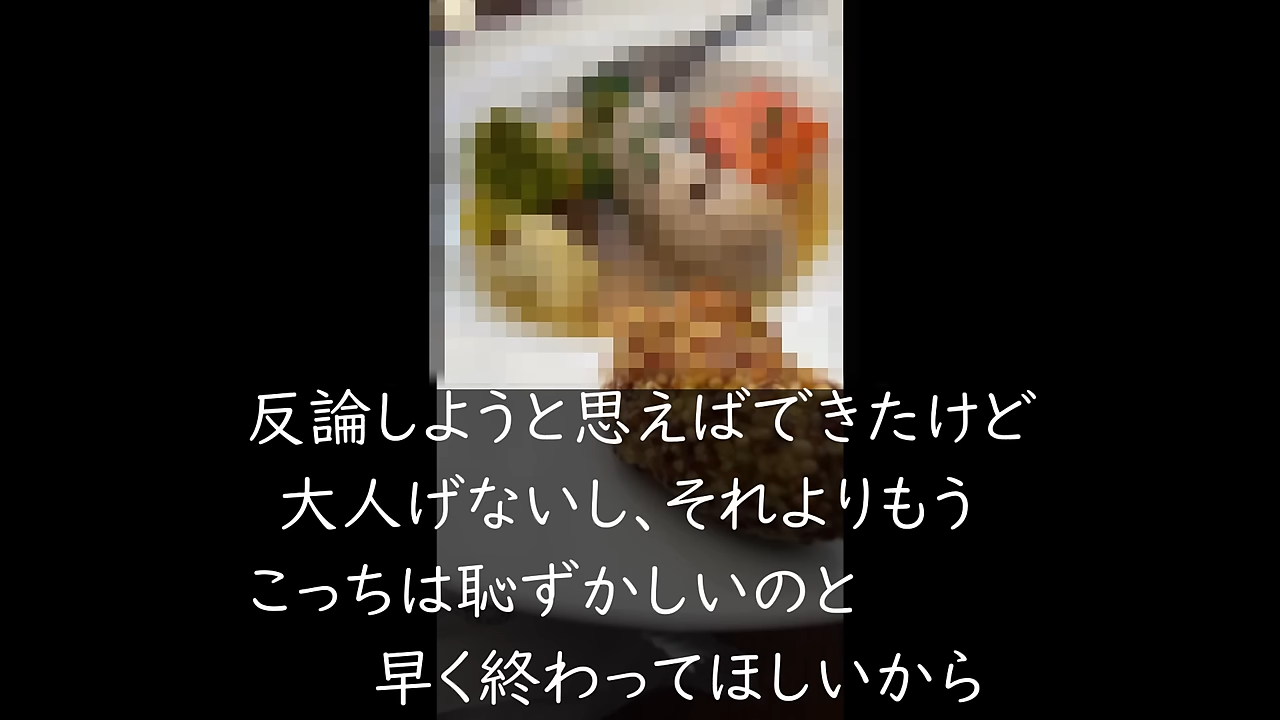 反論しようと思えばできたけど
大人げないし、それよりもう
こっちは恥ずかしいのと
早く終わってほしいから